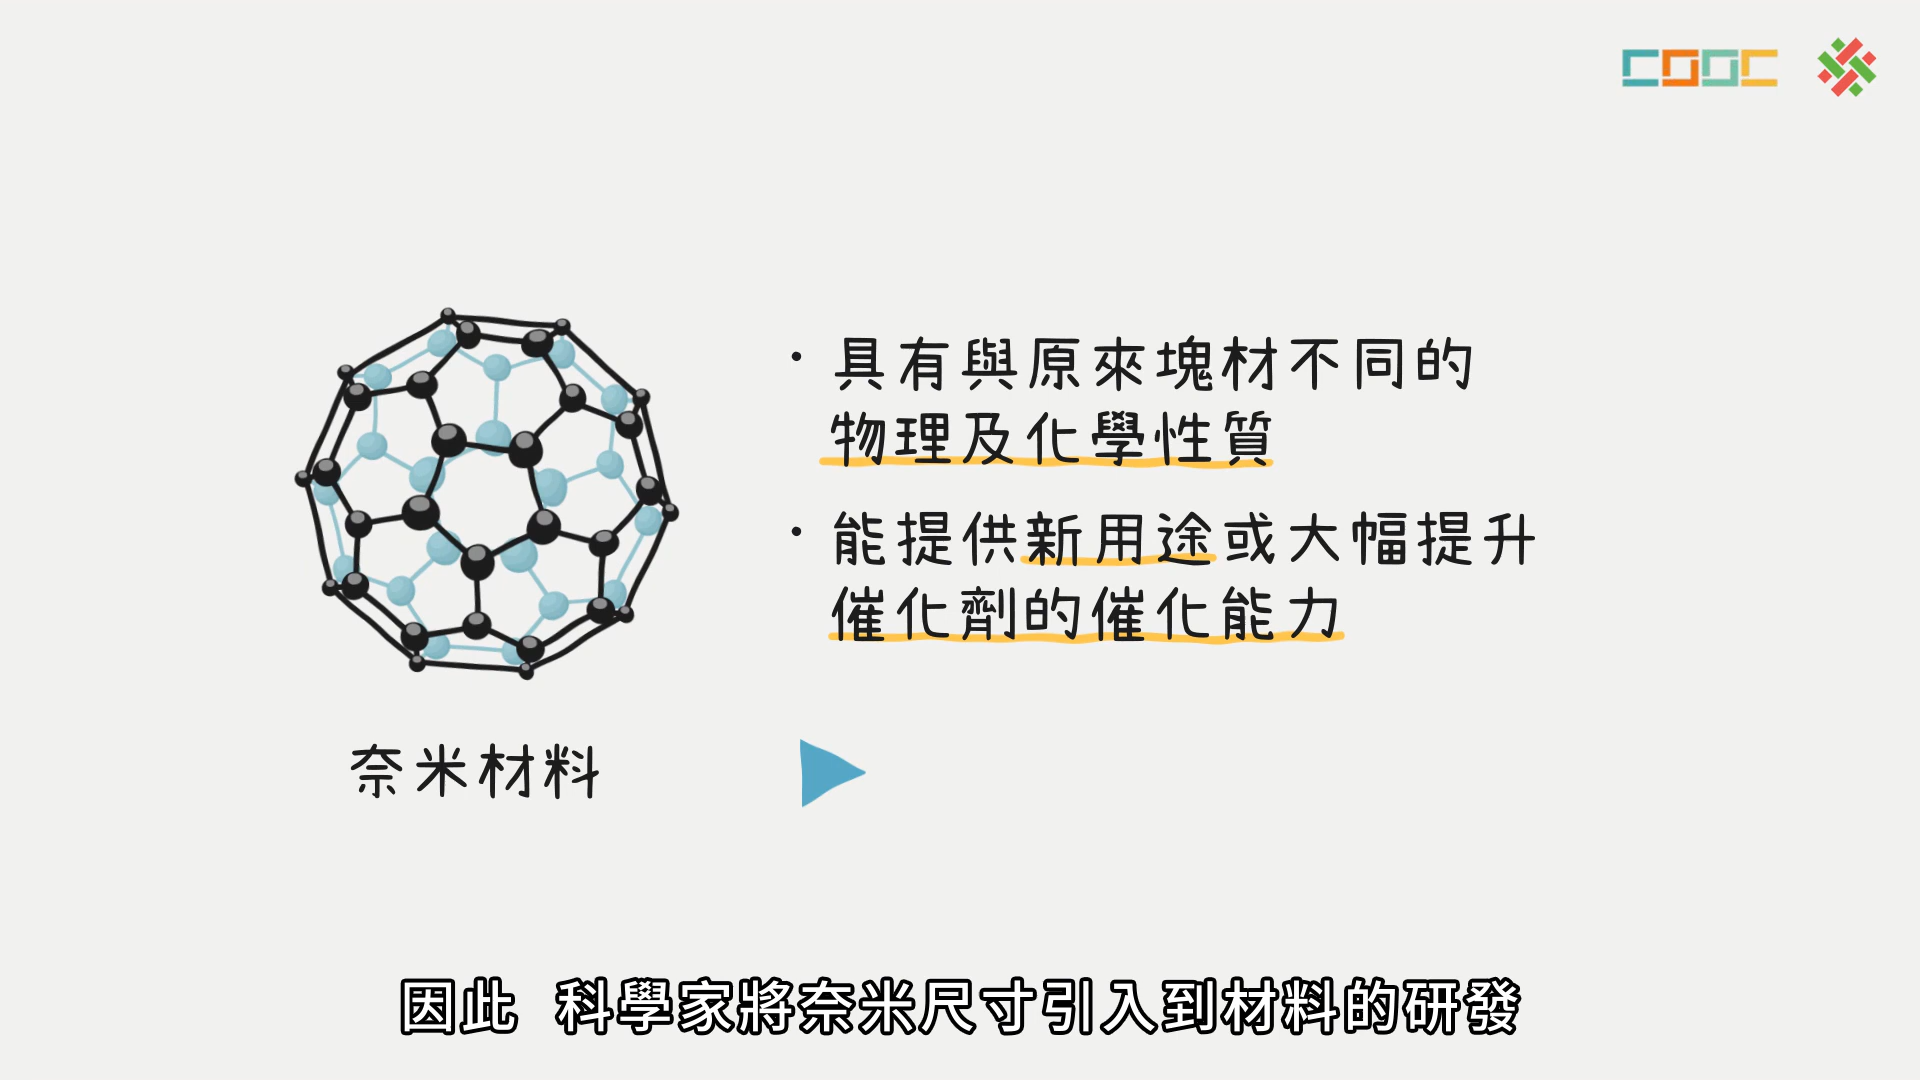 COOC
・具有與原來塊材不同的
物理及化學性質
・能提供新用途或大幅提升
催化劑的催化能力
奈米材料
因此 科學家將奈米尺寸引入到材料的研發